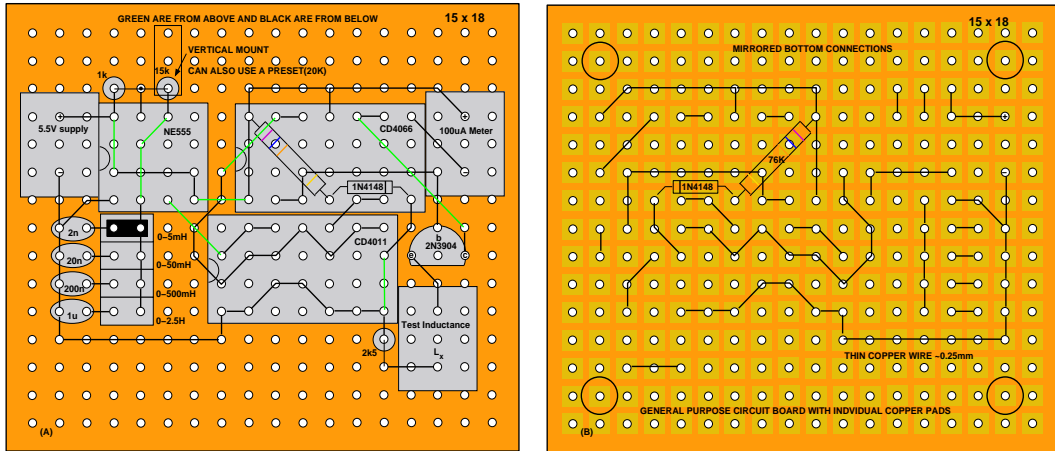 GREEN ARE FROM ABOVE AND BLACK ARE FROM BELOW
15 x 18
VERTICAL MOUNT
1k
15k
CAN ALSO USE A PRESET(20K)
5.5V supply
NE555
CD4066
100uA Meter
1N4148
2n
0–5mH
CD4011
b
2N3904
e
c
20n
0–50mH
200n
0–500mH
1u
0–2.5H
Test Inductance
Lx
2k5
(A)
15 x 18
MIRRORED BOTTOM CONNECTIONS
76K
1N4148
THIN COPPER WIRE ~0.25mm
GENERAL PURPOSE CIRCUIT BOARD WITH INDVIDUAL COPPER PADS
(B)